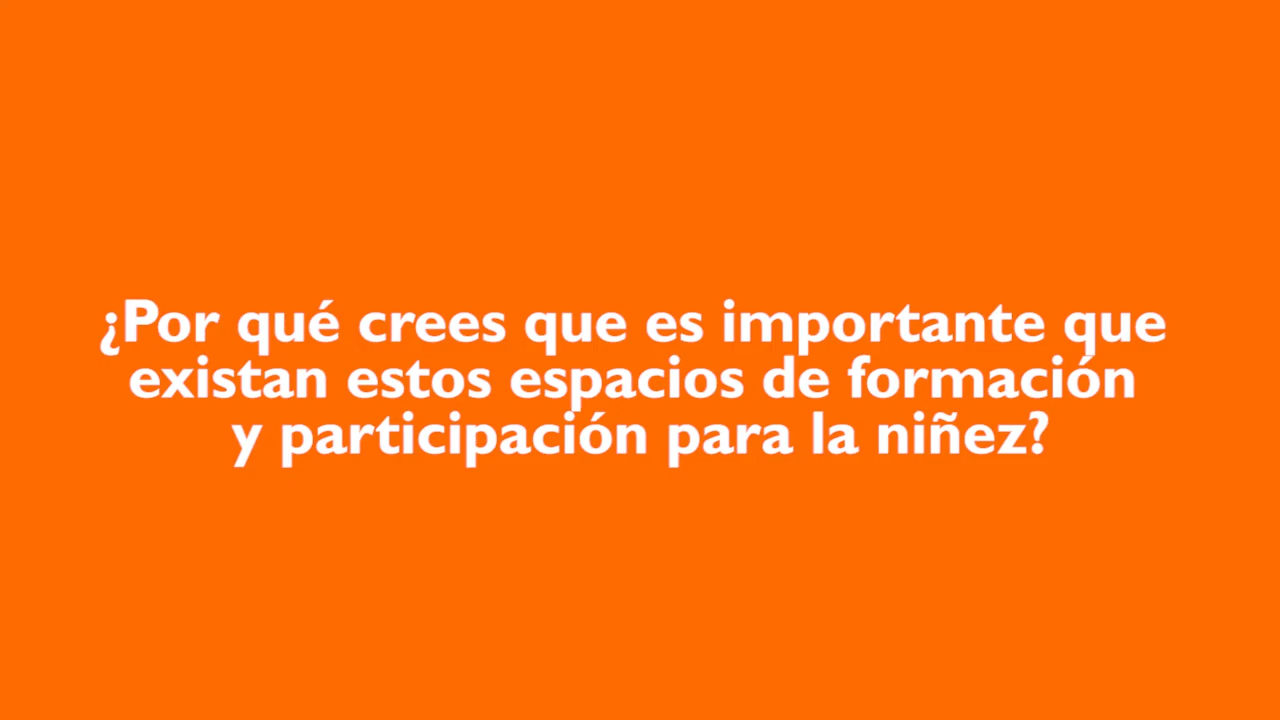 ¿Por qué crees que es importante que
existan estos espacios de formación
y participación para la niñez?